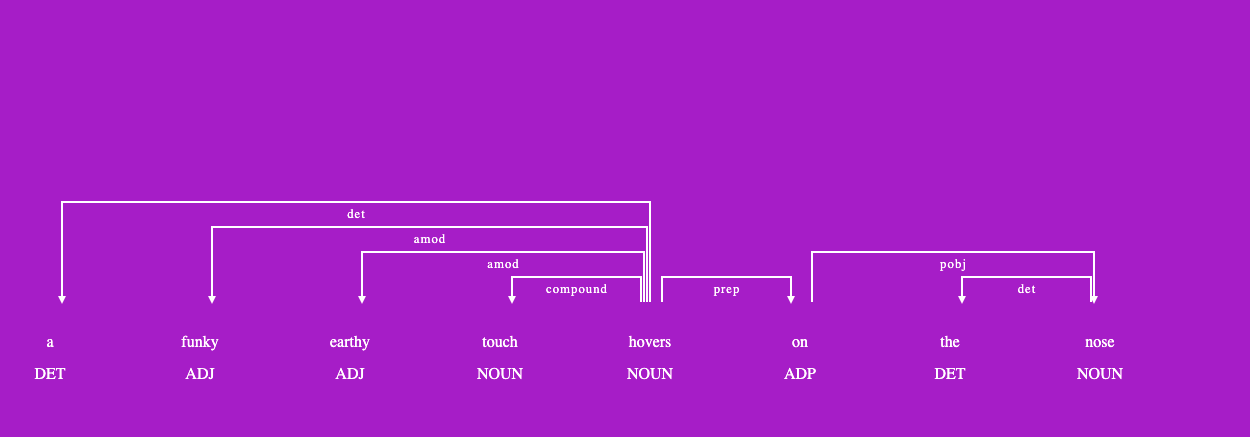 det
amod
amod
pobj
compound prep det
a funky earthy touch hovers on the nose
DET ADJ ADJ NOUN NOUN ADP DET NOUN